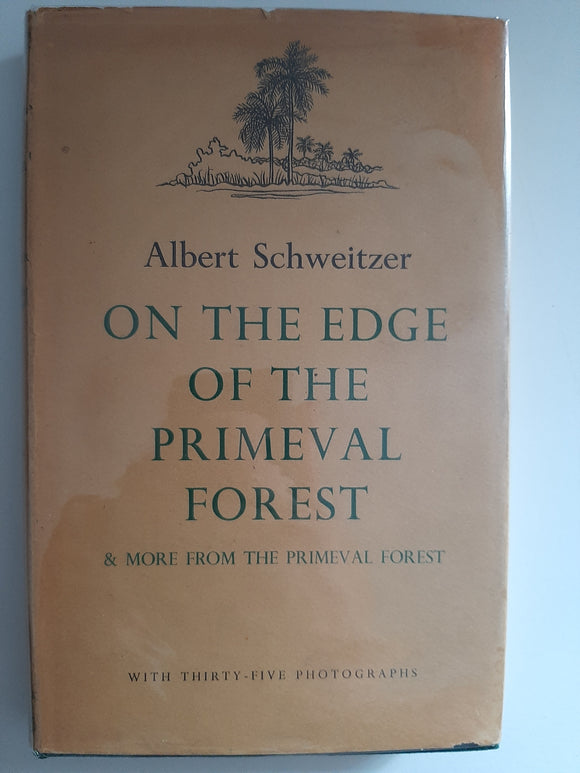 Albert Schweitzer
ON THE EDGE
OF THE
PRIMEVAL
FOREST
& MORE FROM THE PRIMEVAL FOREST
WITH THIRTY-FIVE PHOTOGRAPHS